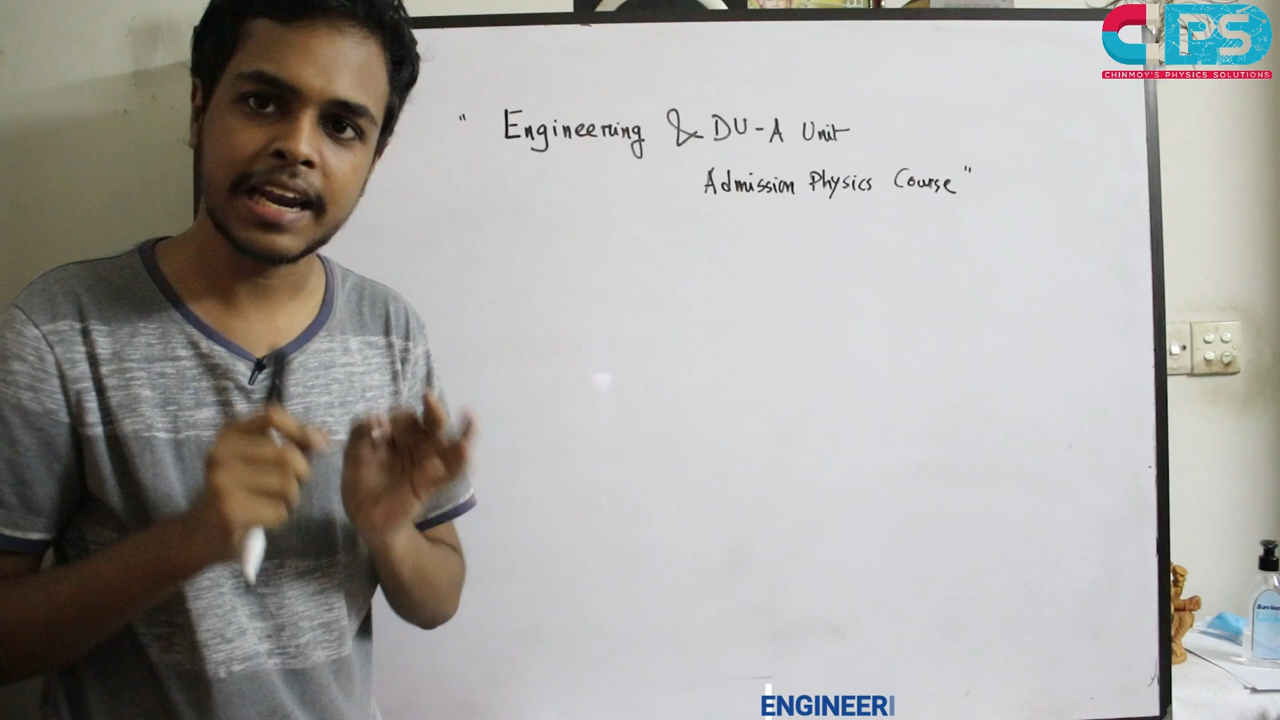 CPS
CHINMOY'S PHYSICS SOLUTIONS
" Engineering & DU-A Unit
Admission Physics Course"
ENGINEERI